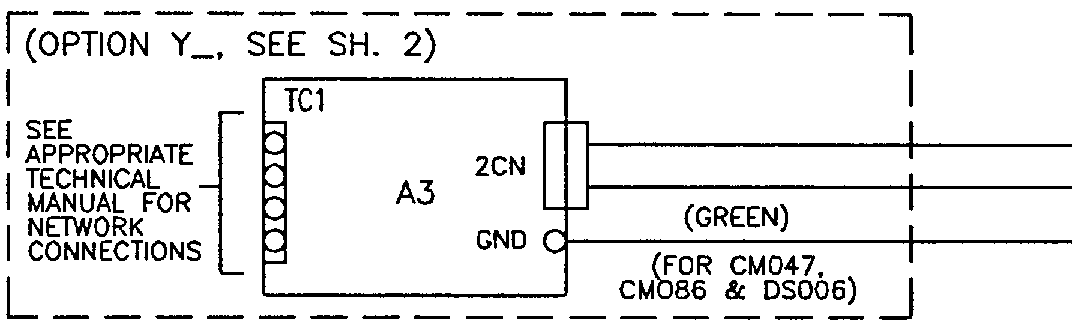 (OPTION Y_, SEE SH. 2)
TC1
SEE
APPROPRIATE
TECHNICAL
MANUAL FOR
NETWORK
CONNECTIONS
A3
2CN
GND
(GREEN)
(FOR CM047,
CM086 & DS006)